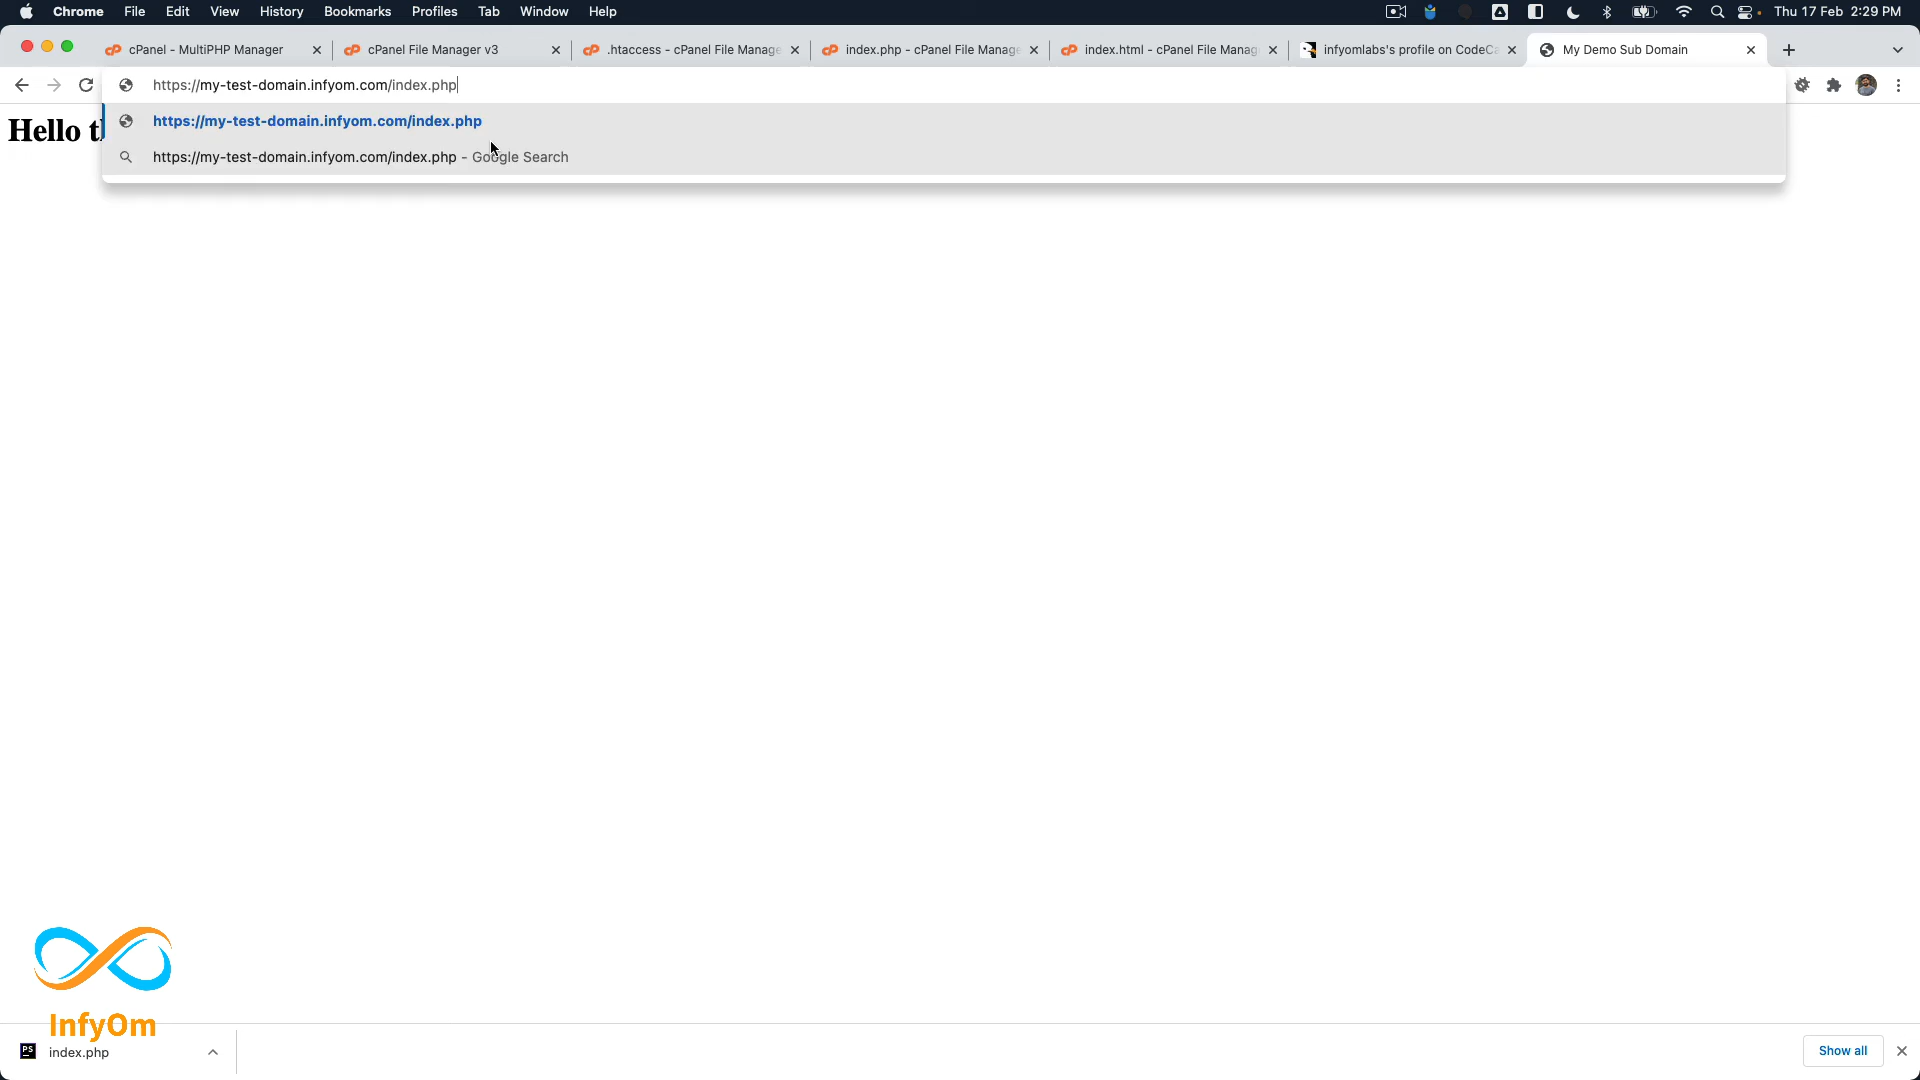 Chrome File Edit View History Bookmarks Profiles Tab Window Help Thu 17 Feb 2:29 PM
cPanel - MultiPHP Manager cPanel File Manager v3 .htaccess - cPanel File Manage index.php - cPanel File Manage index.html - cPanel File Manag infyomlabs's profile on CodeCa My Demo Sub Domain
https://my-test-domain.infyom.com/index.php
https://my-test-domain.infyom.com/index.php
https://my-test-domain.infyom.com/index.php - Google Search
Hello t
InfyOm
PS index.php Show all